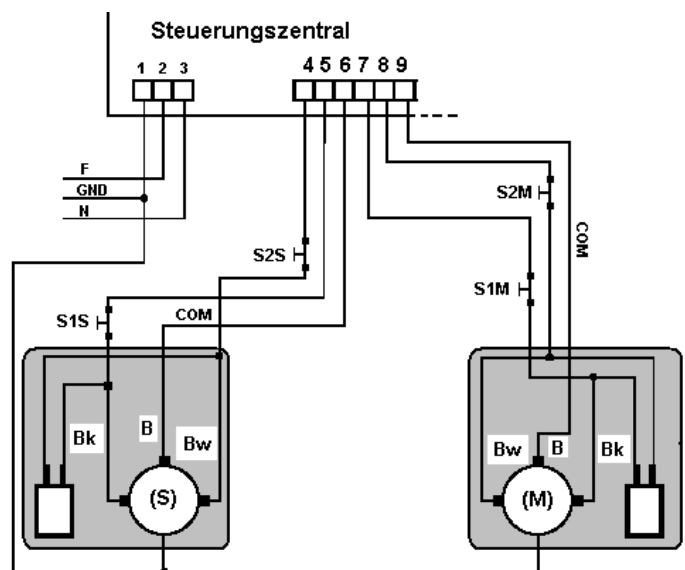 Steuerungszentral
1 2 3
4 5 6 7 8 9
F
GND
N
S2M
S2S
COM
S1M
S1S
COM
Bk
B
Bw
Bw
B
Bk
(S)
(M)